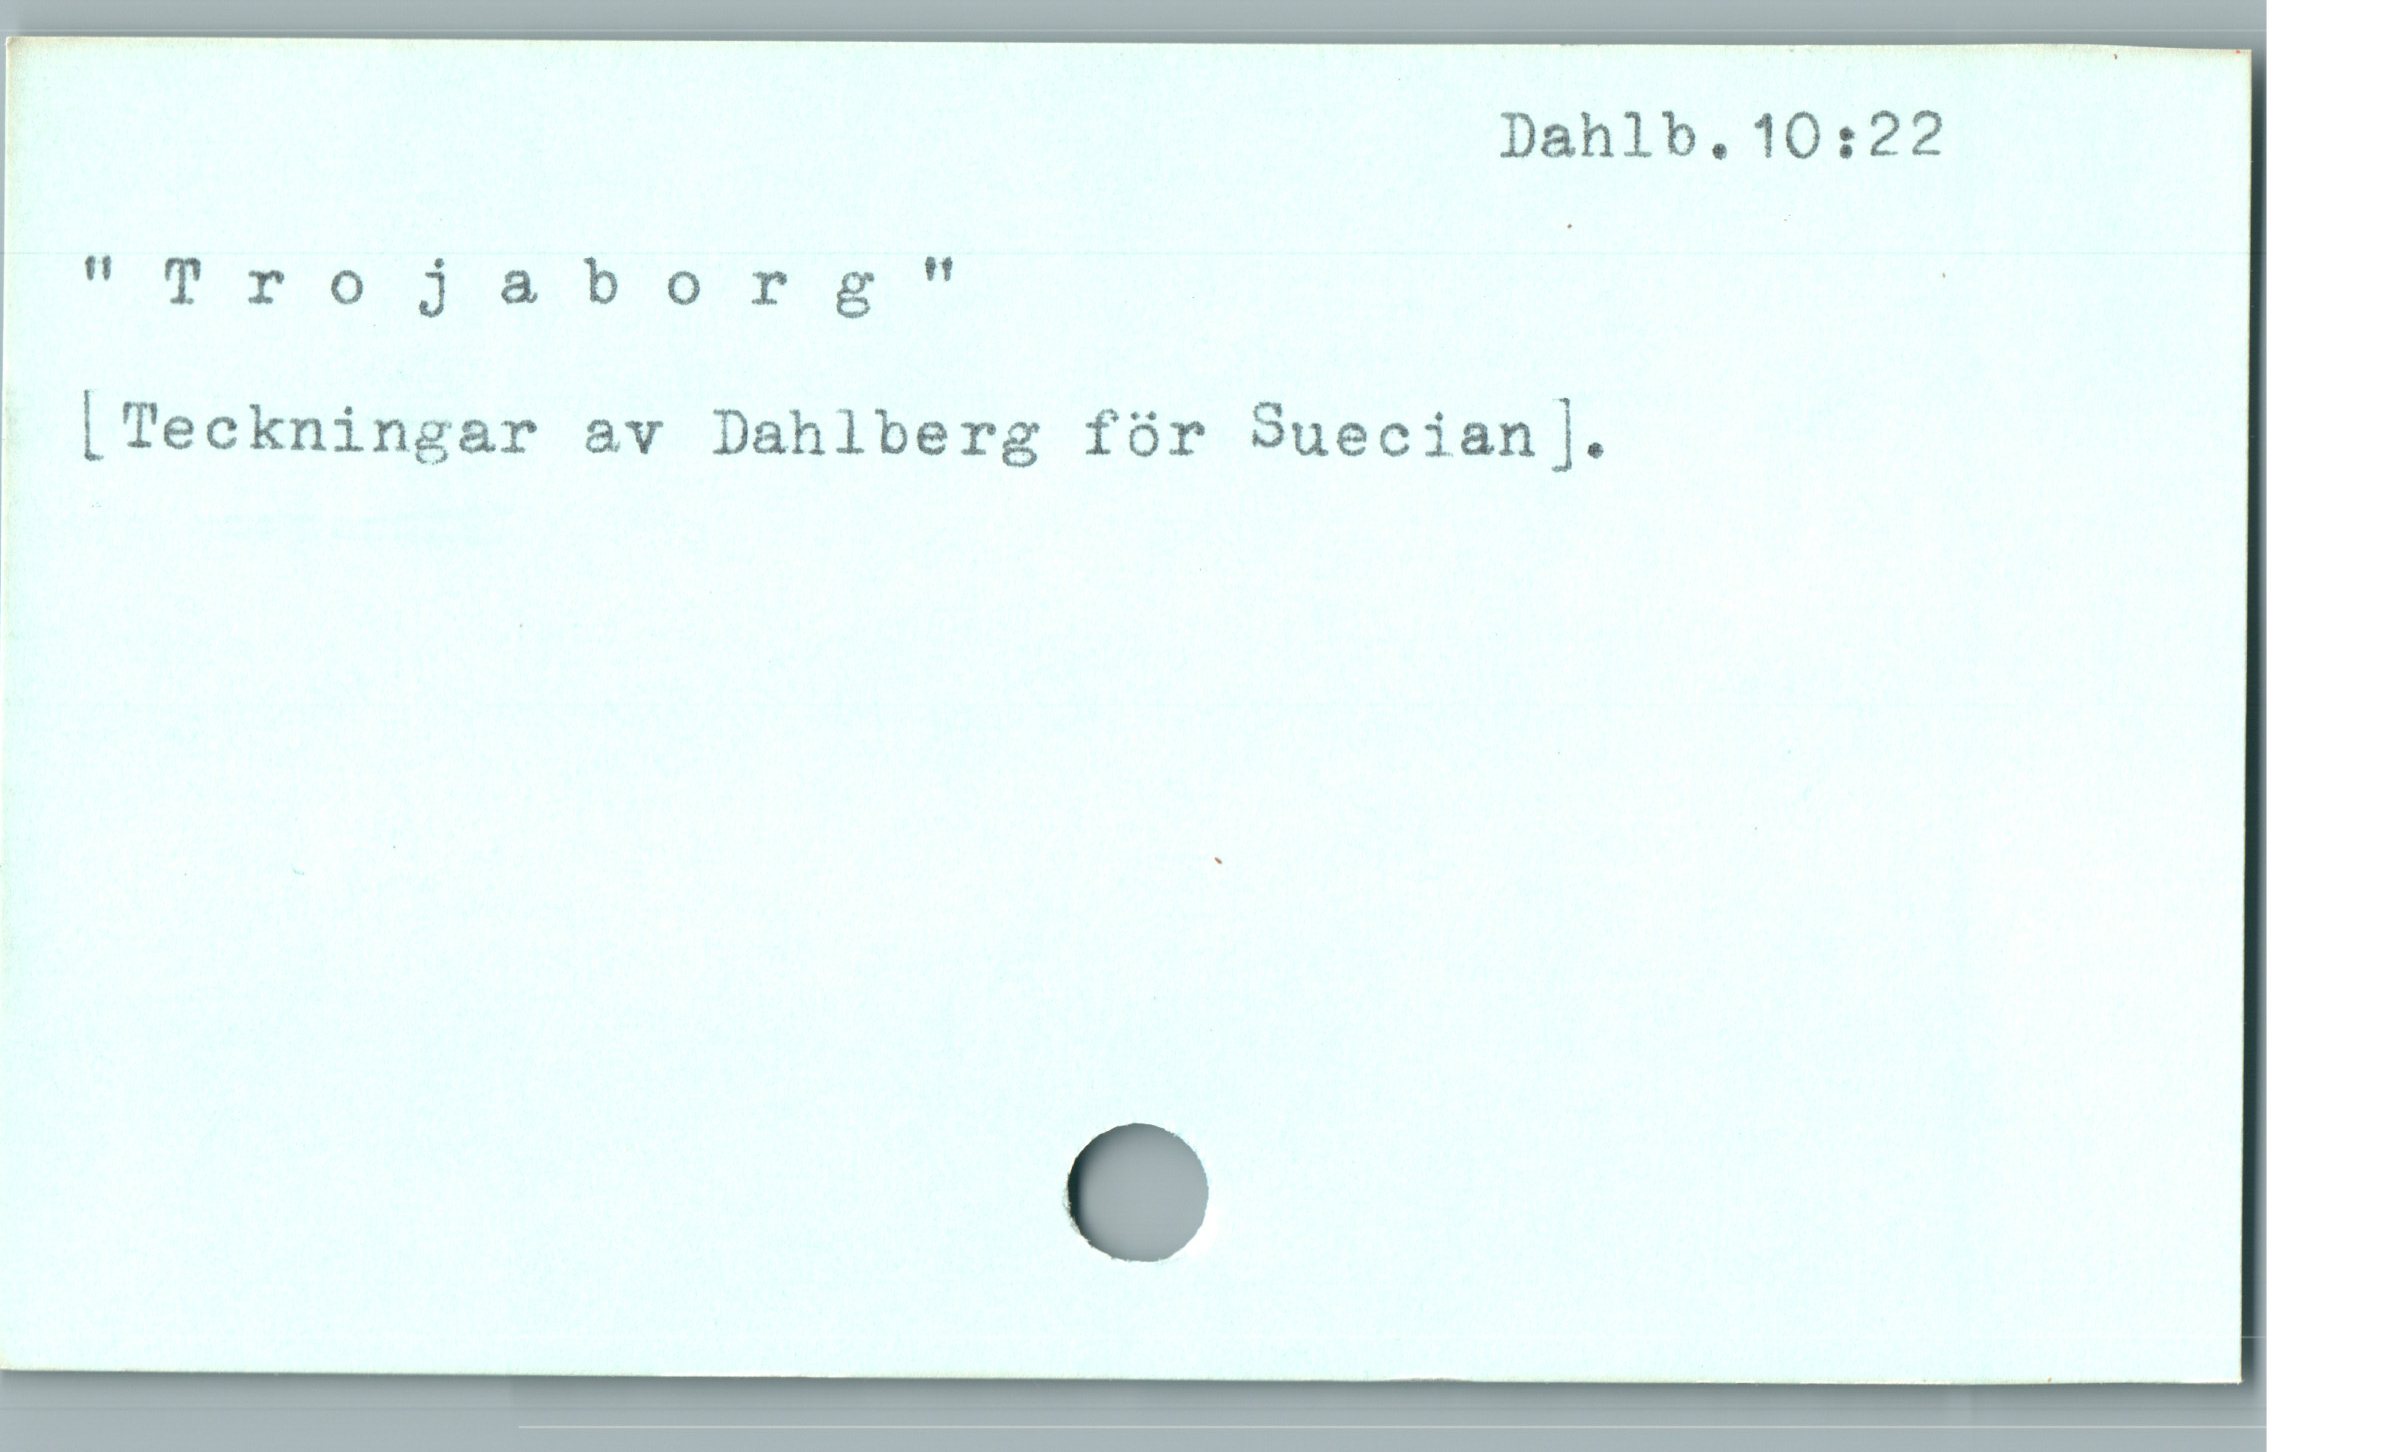 Dahlb.10:22
" T r o j a b o r g "
[Teckningar av Dahlberg för Suecian].